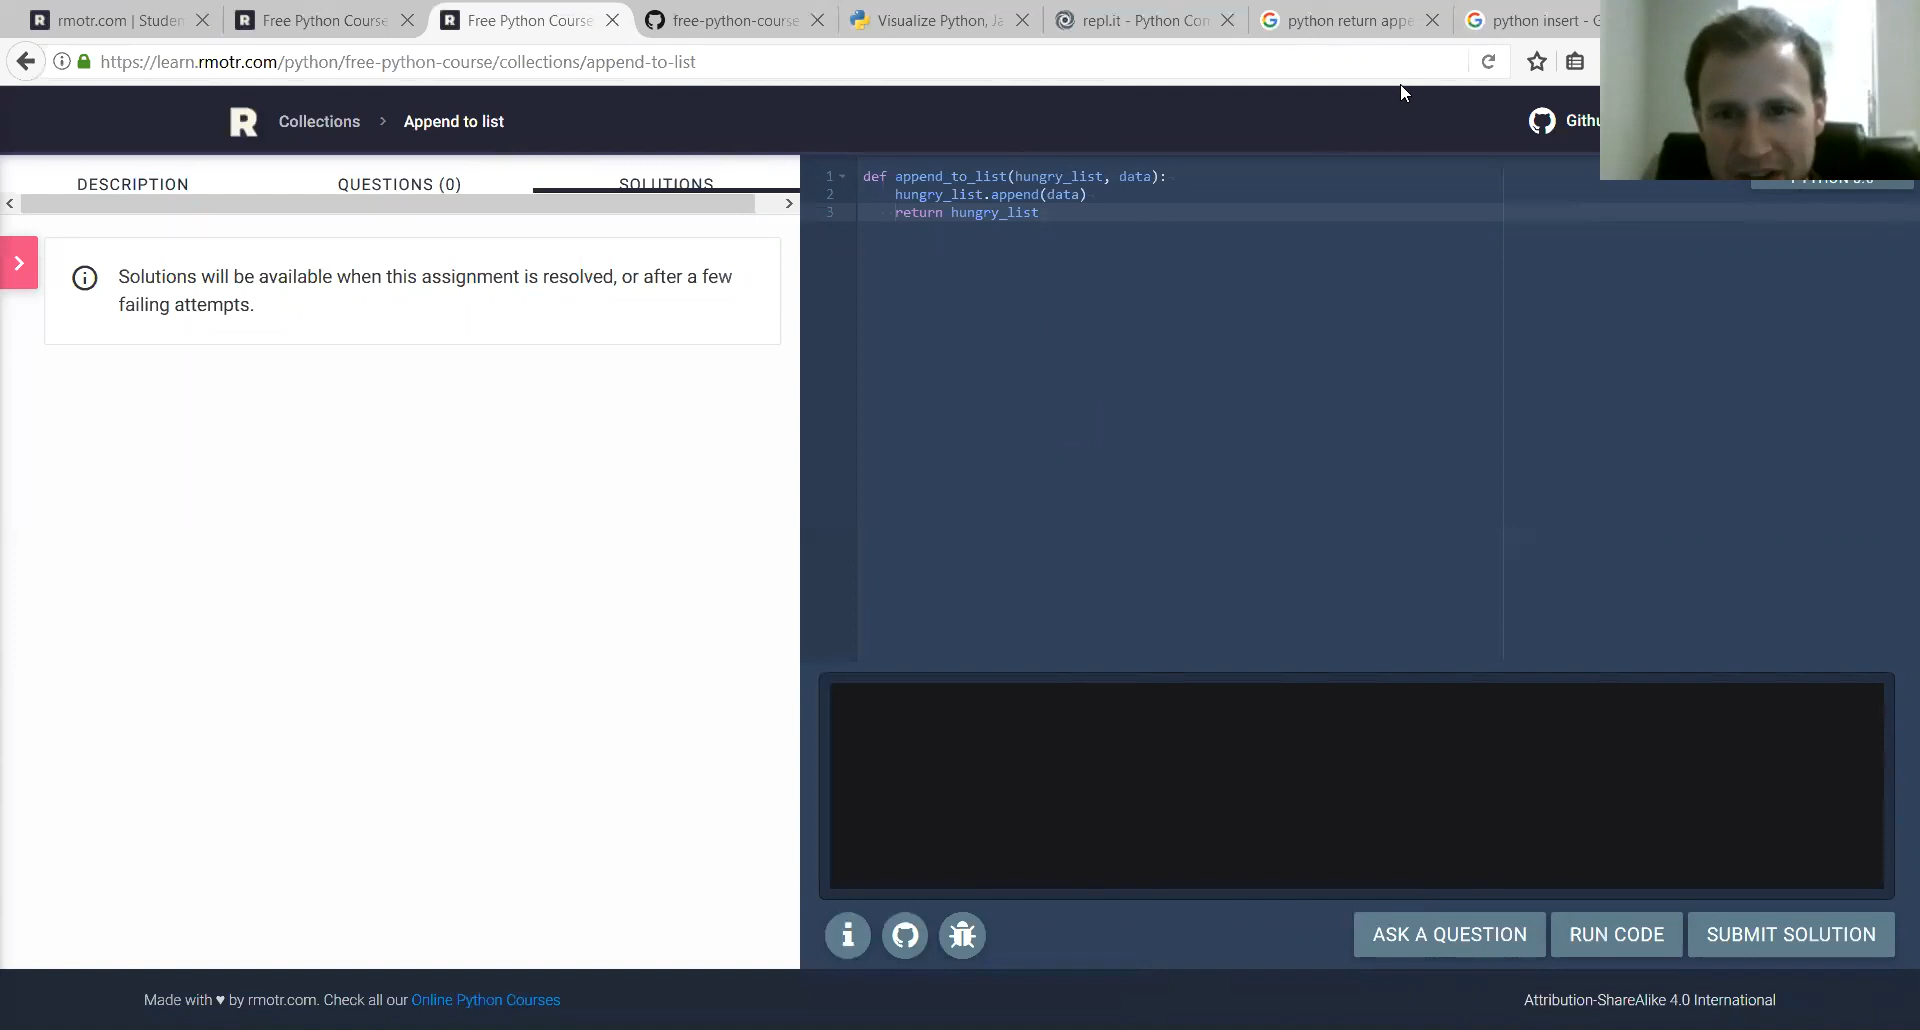 rmotr.com | Studen
Free Python Course
Free Python Course
free-python-course
Visualize Python, Ja
repl.it - Python Com
python return appe
python insert - G
https://learn.rmotr.com/python/free-python-course/collections/append-to-list
R Collections > Append to list
Githu
DESCRIPTION
QUESTIONS (0)
SOLUTIONS
Solutions will be available when this assignment is resolved, or after a few
failing attempts.
1 def append_to_list(hungry_list, data):
2 hungry_list.append(data)
3 return hungry_list
ASK A QUESTION
RUN CODE
SUBMIT SOLUTION
Made with ♥ by rmotr.com. Check all our Online Python Courses
Attribution-ShareAlike 4.0 International